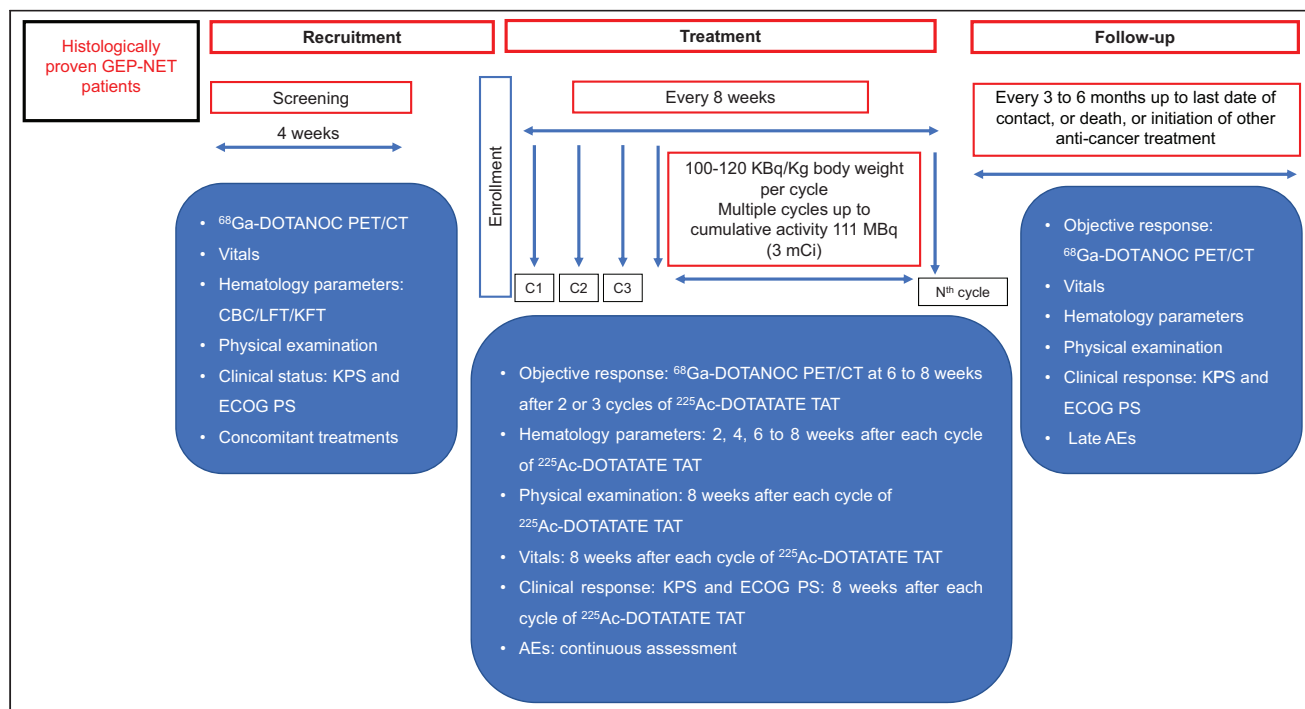 Histologically
proven GEP-NET
patients
Recruitment
Treatment
Follow-up
Screening
4 weeks
Enrollment
Every 8 weeks
Every 3 to 6 months up to last date of
contact, or death, or initiation of other
anti-cancer treatment
100-120 KBq/Kg body weight
per cycle
Multiple cycles up to
cumulative activity 111 MBq
(3 mCi)
C1
C2
C3
Nth cycle
• 68Ga-DOTANOC PET/CT
• Vitals
• Hematology parameters:
CBC/LFT/KFT
• Physical examination
• Clinical status: KPS and
ECOG PS
• Concomitant treatments
• Objective response: 68Ga-DOTANOC PET/CT at 6 to 8 weeks
after 2 or 3 cycles of 225Ac-DOTATATE TAT
• Hematology parameters: 2, 4, 6 to 8 weeks after each cycle
of 225Ac-DOTATATE TAT
• Physical examination: 8 weeks after each cycle of
225Ac-DOTATATE TAT
• Vitals: 8 weeks after each cycle of 225Ac-DOTATATE TAT
• Clinical response: KPS and ECOG PS: 8 weeks after each
cycle of 225Ac-DOTATATE TAT
• AEs: continuous assessment
• Objective response:
68Ga-DOTANOC PET/CT
• Vitals
• Hematology parameters
• Physical examination
• Clinical response: KPS and
ECOG PS
• Late AEs